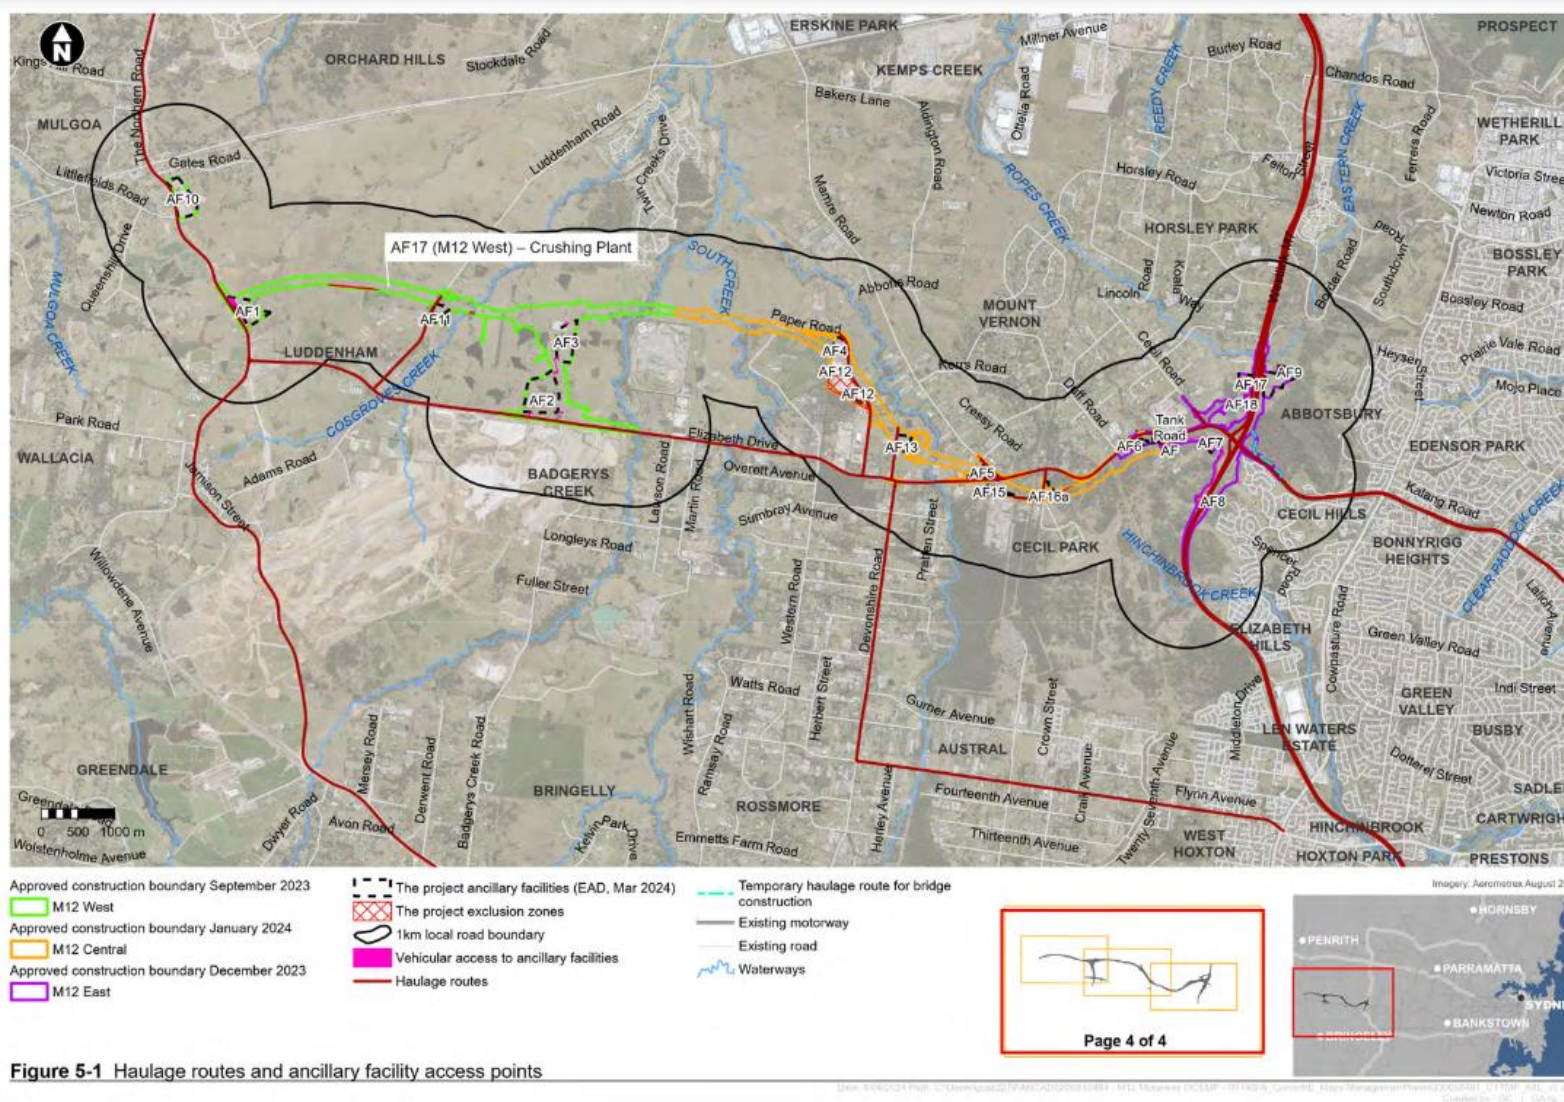 N
ERSKINE PARK
PROSPECT
Millner Avenue
Burley Road
ORCHARD HILLS
Stockdale Road
KEMPS CREEK
Chandos Road
Bakers Lane
Aldington Road
Ottelia Road
REEDY CREEK
EASTERN CREEK
Ferrers Road
WETHERILL
PARK
MULGOA
The Northern Road
Gates Road
Luddenham Road
Twin Creeks Drive
Mamre Road
ROPES CREEK
Horsley Road
Felton Street
Victoria Stree
Littlefields Road
AF10
Newton Road
HORSLEY PARK
Queenshill Drive
AF17 (M12 West) – Crushing Plant
SOUTH CREEK
Abbotts Road
Lincoln Road
Koala Way
Border Road
Southdown Road
BOSSLEY
PARK
Bossley Road
MULGOA CREEK
AF1
AF11
MOUNT
VERNON
Paper Road
LUDDENHAM
AF3
AF4
AF12
AF12
Kerrs Road
Cecil Road
Heysen Street
Prairie Vale Road
AF9
AF17
AF18
Mojo Place
COSGROVES CREEK
AF2
Duff Road
Cressy Road
ABBOTSBURY
Park Road
Tank
Road
AF6
AF
AF7
EDENSOR PARK
WALLACIA
Adams Road
Elizabeth Drive
AF13
Overett Avenue
BADGERYS
CREEK
Lawson Road
Martin Road
AF5
AF15
AF16a
AF8
Katang Road
Jamison Street
CECIL HILLS
CLEAR PADDOCK CREEK
Sumbray Avenue
Longleys Road
CECIL PARK
HINCHINBROOK CREEK
Spencer Road
BONNYRIGG
HEIGHTS
Willowdene Avenue
Fuller Street
Western Road
Devonshire Road
Lalich Avenue
Cowpasture Road
ELIZABETH
HILLS
Green Valley Road
Watts Road
Herbert Street
Wishart Road
Ramsay Road
Gurner Avenue
Crown Street
Middleton Drive
GREEN
VALLEY
Indi Street
LEN WATERS
ESTATE
BUSBY
AUSTRAL
Mersey Road
Derwent Road
Badgerys Creek Road
GREENDALE
BRINGELLY
ROSSMORE
Fourteenth Avenue
Craik Avenue
Twenty Seventh Avenue
Flynn Avenue
Dotterel Street
SADLE
0 500 1000 m
Dwyer Road
Avon Road
Kelvin Park Drive
Emmetts Farm Road
Herley Avenue
Thirteenth Avenue
WEST
HOXTON
HINCHINBROOK
CARTWRIGH
Wolstenholme Avenue
HOXTON PARK
PRESTONS
Approved construction boundary September 2023
M12 West
Approved construction boundary January 2024
M12 Central
Approved construction boundary December 2023
M12 East
The project ancillary facilities (EAD, Mar 2024)
The project exclusion zones
1km local road boundary
Vehicular access to ancillary facilities
Haulage routes
Temporary haulage route for bridge
construction
Existing motorway
Existing road
Waterways
Page 4 of 4
Imagery: Aerometrex August 2
HORNSBY
PENRITH
PARRAMATTA
SYDNE
BANKSTOWN
BRINGELLY
Figure 5-1 Haulage routes and ancillary facility access points